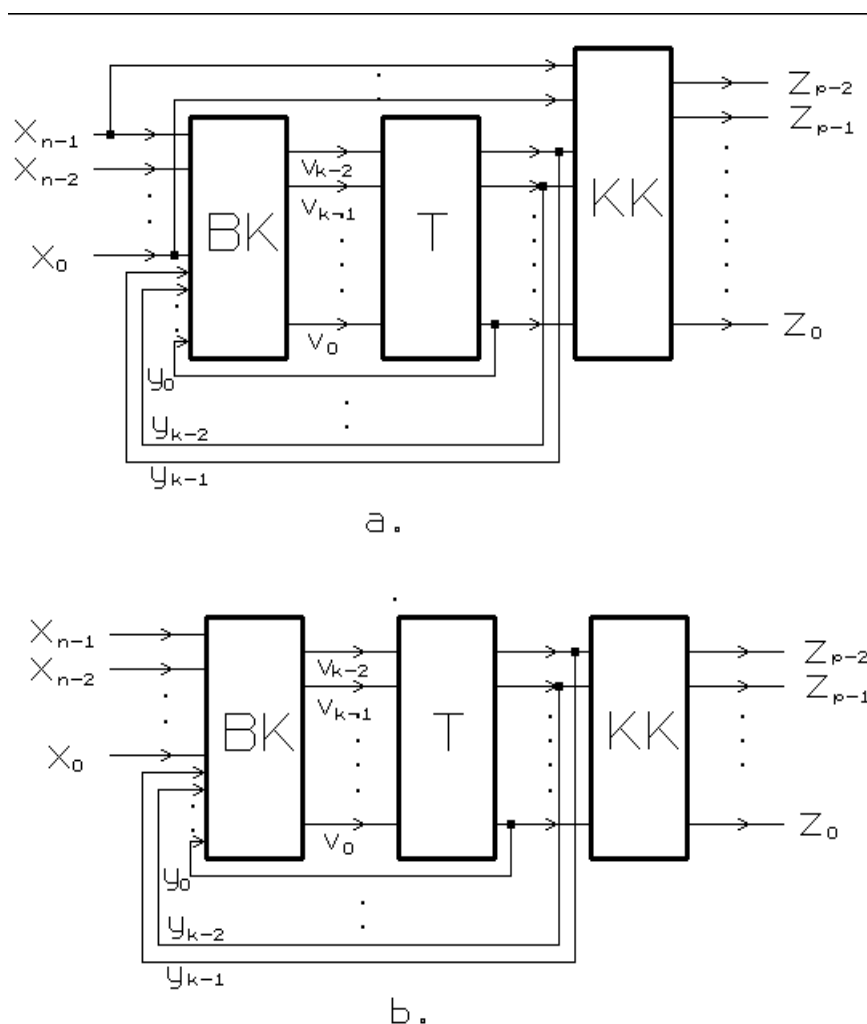 X n-1
X n-2
X 0
BK
V k-2
V k-1
V 0
T
KK
Z p-2
Z p-1
Z 0
y 0
y k-2
y k-1
a.
X n-1
X n-2
X 0
BK
V k-2
V k-1
V 0
T
KK
Z p-2
Z p-1
Z 0
y 0
y k-2
y k-1
b.